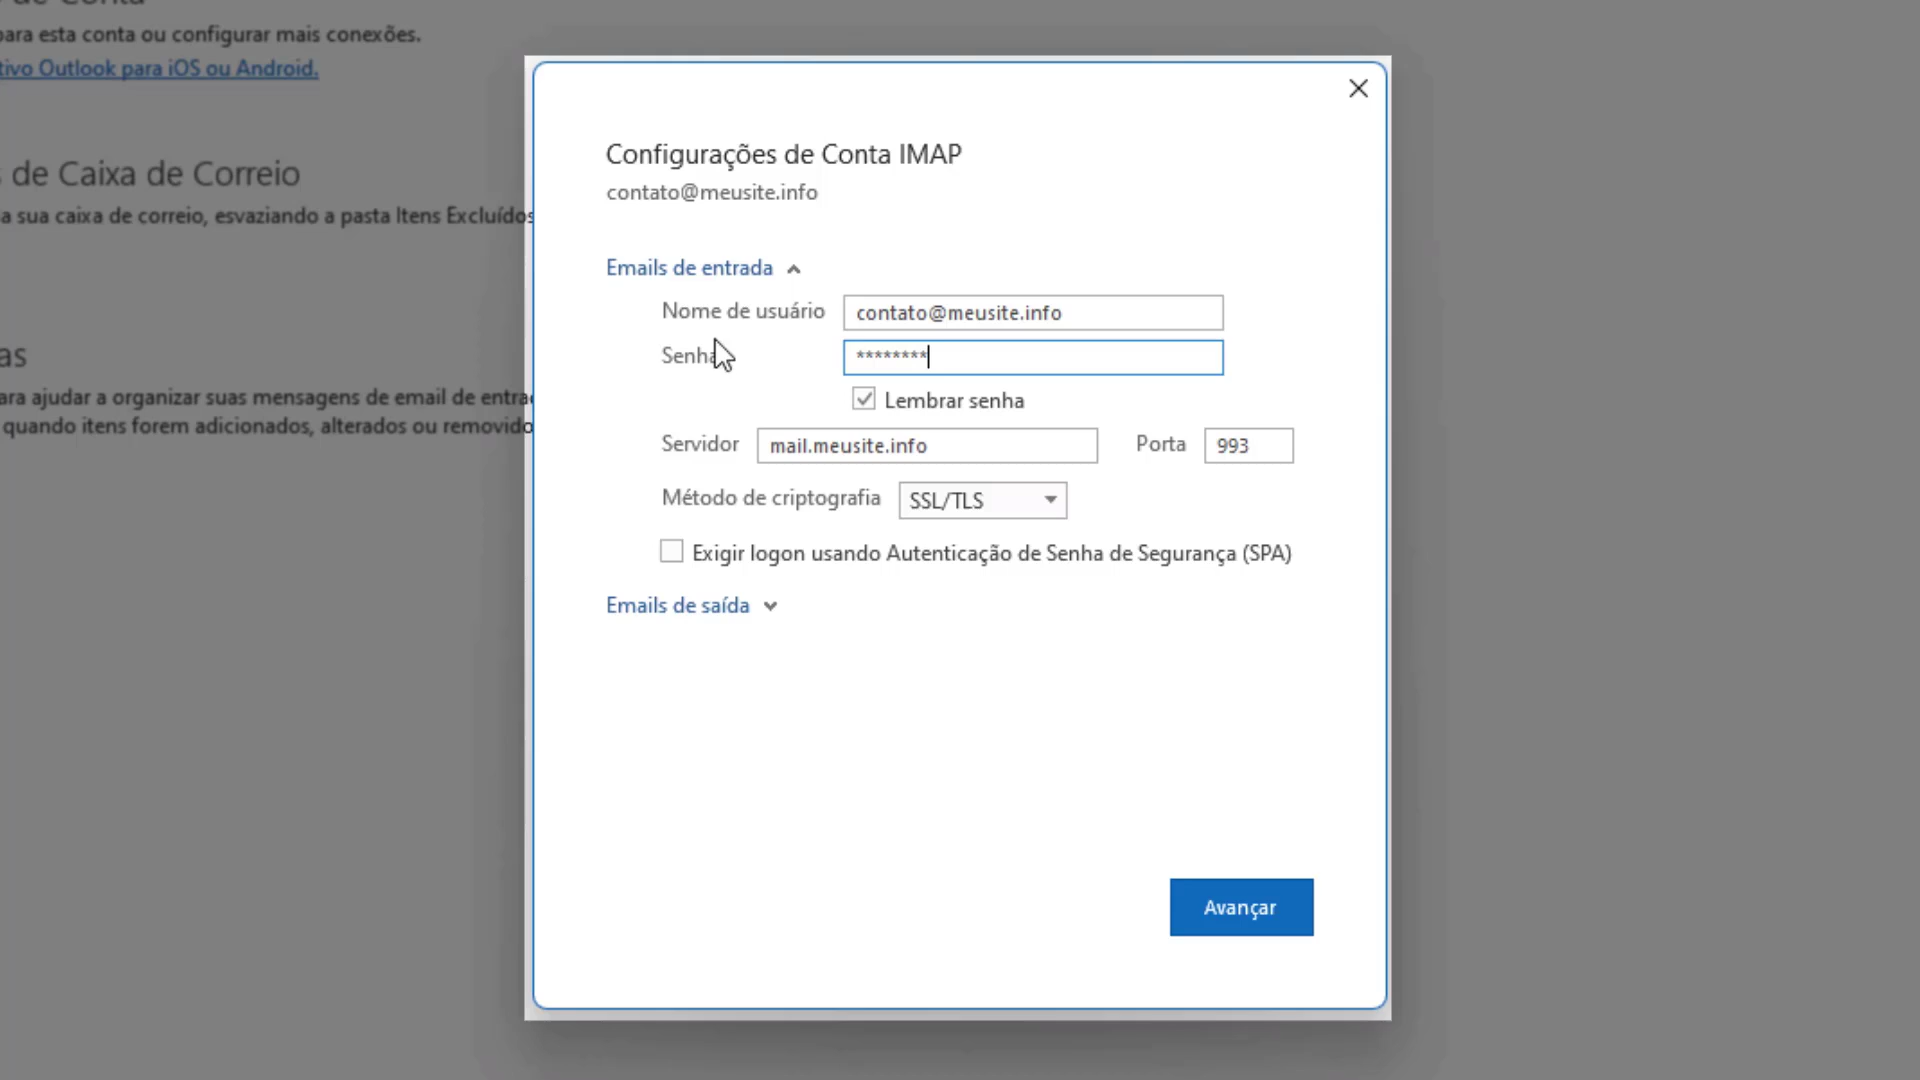 de Conta
para esta conta ou configurar mais conexões.
tivo Outlook para iOS ou Android.
de Caixa de Correio
a sua caixa de correio, esvaziando a pasta Itens Excluídos
as
ara ajudar a organizar suas mensagens de email de entrad
quando itens forem adicionados, alterados ou removido
Configurações de Conta IMAP
contato@meusite.info
Emails de entrada
Nome de usuário contato@meusite.info
Senha ********
Lembrar senha
Servidor mail.meusite.info Porta 993
Método de criptografia SSL/TLS
Exigir logon usando Autenticação de Senha de Segurança (SPA)
Emails de saída
Avançar